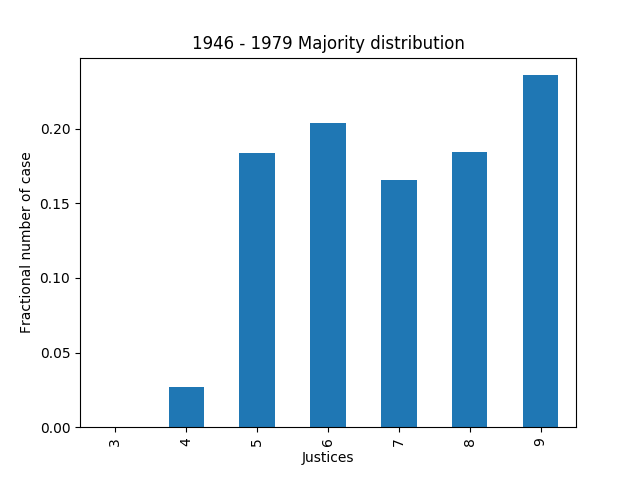 1946 - 1979 Majority distribution
Fractional number of case
0.20
0.15
0.10
0.05
0.00
3 4 5 6 7 8 9
Justices